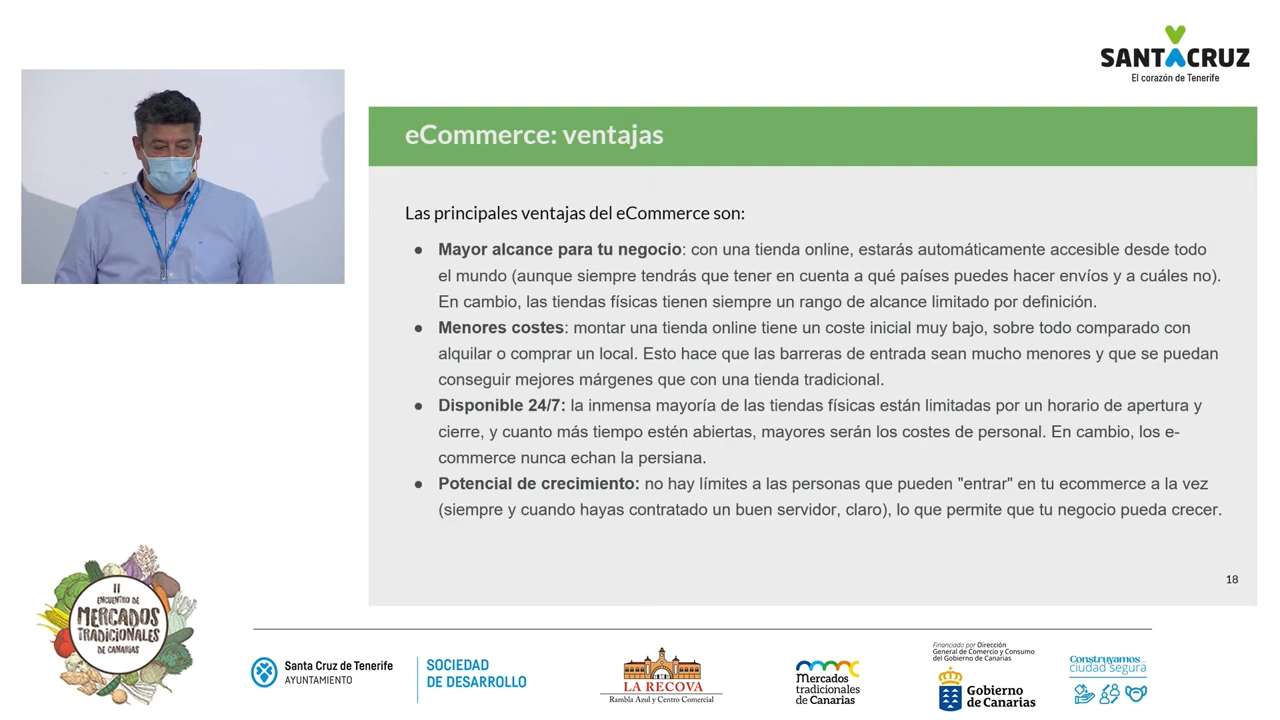 SANTACRUZ
El corazón de Tenerife
eCommerce: ventajas
Las principales ventajas del eCommerce son:
● Mayor alcance para tu negocio: con una tienda online, estarás automáticamente accesible desde todo
el mundo (aunque siempre tendrás que tener en cuenta a qué países puedes hacer envíos y a cuáles no).
En cambio, las tiendas físicas tienen siempre un rango de alcance limitado por definición.
● Menores costes: montar una tienda online tiene un coste inicial muy bajo, sobre todo comparado con
alquilar o comprar un local. Esto hace que las barreras de entrada sean mucho menores y que se puedan
conseguir mejores márgenes que con una tienda tradicional.
● Disponible 24/7: la inmensa mayoría de las tiendas físicas están limitadas por un horario de apertura y
cierre, y cuanto más tiempo estén abiertas, mayores serán los costes de personal. En cambio, los e-
commerce nunca echan la persiana.
● Potencial de crecimiento: no hay límites a las personas que pueden "entrar" en tu ecommerce a la vez
(siempre y cuando hayas contratado un buen servidor, claro), lo que permite que tu negocio pueda crecer.
18
II
ENCUENTRO DE
MERCADOS
TRADICIONALES
DE CANARIAS
Santa Cruz de Tenerife
AYUNTAMIENTO
SOCIEDAD
DE DESARROLLO
LA RECOVA
Rambla Azul y Centro Comercial
Mercados
tradicionales
de Canarias
Financiado por Dirección
General de Comercio y Consumo
del Gobierno de Canarias
Gobierno
de Canarias
Construyamos...
ciudad segura